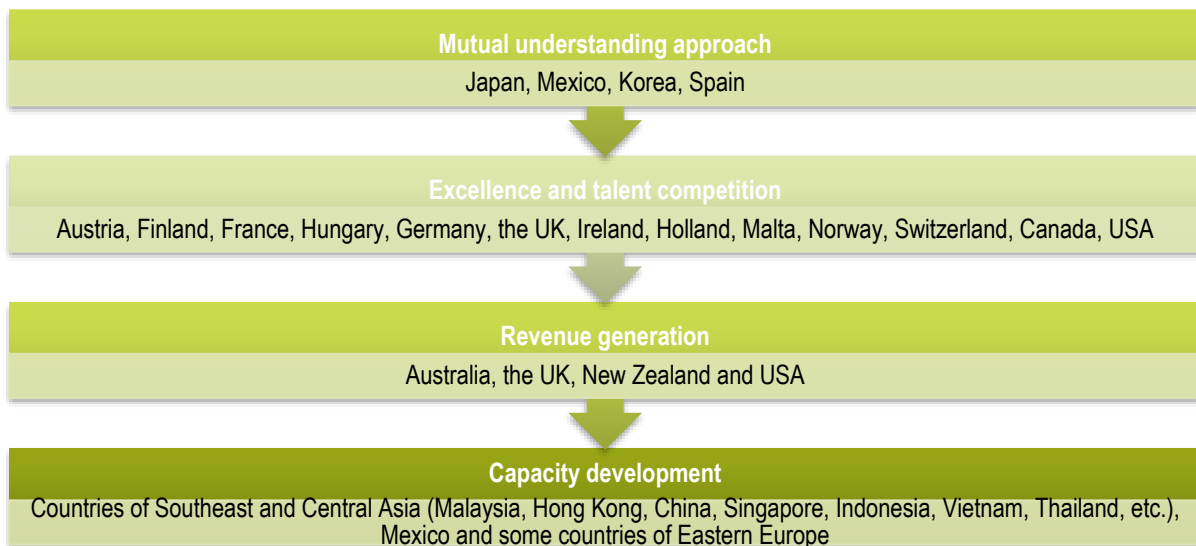 Mutual understanding approach
Japan, Mexico, Korea, Spain
Excellence and talent competition
Austria, Finland, France, Hungary, Germany, the UK, Ireland, Holland, Malta, Norway, Switzerland, Canada, USA
Revenue generation
Australia, the UK, New Zealand and USA
Capacity development
Countries of Southeast and Central Asia (Malaysia, Hong Kong, China, Singapore, Indonesia, Vietnam, Thailand, etc.),
Mexico and some countries of Eastern Europe